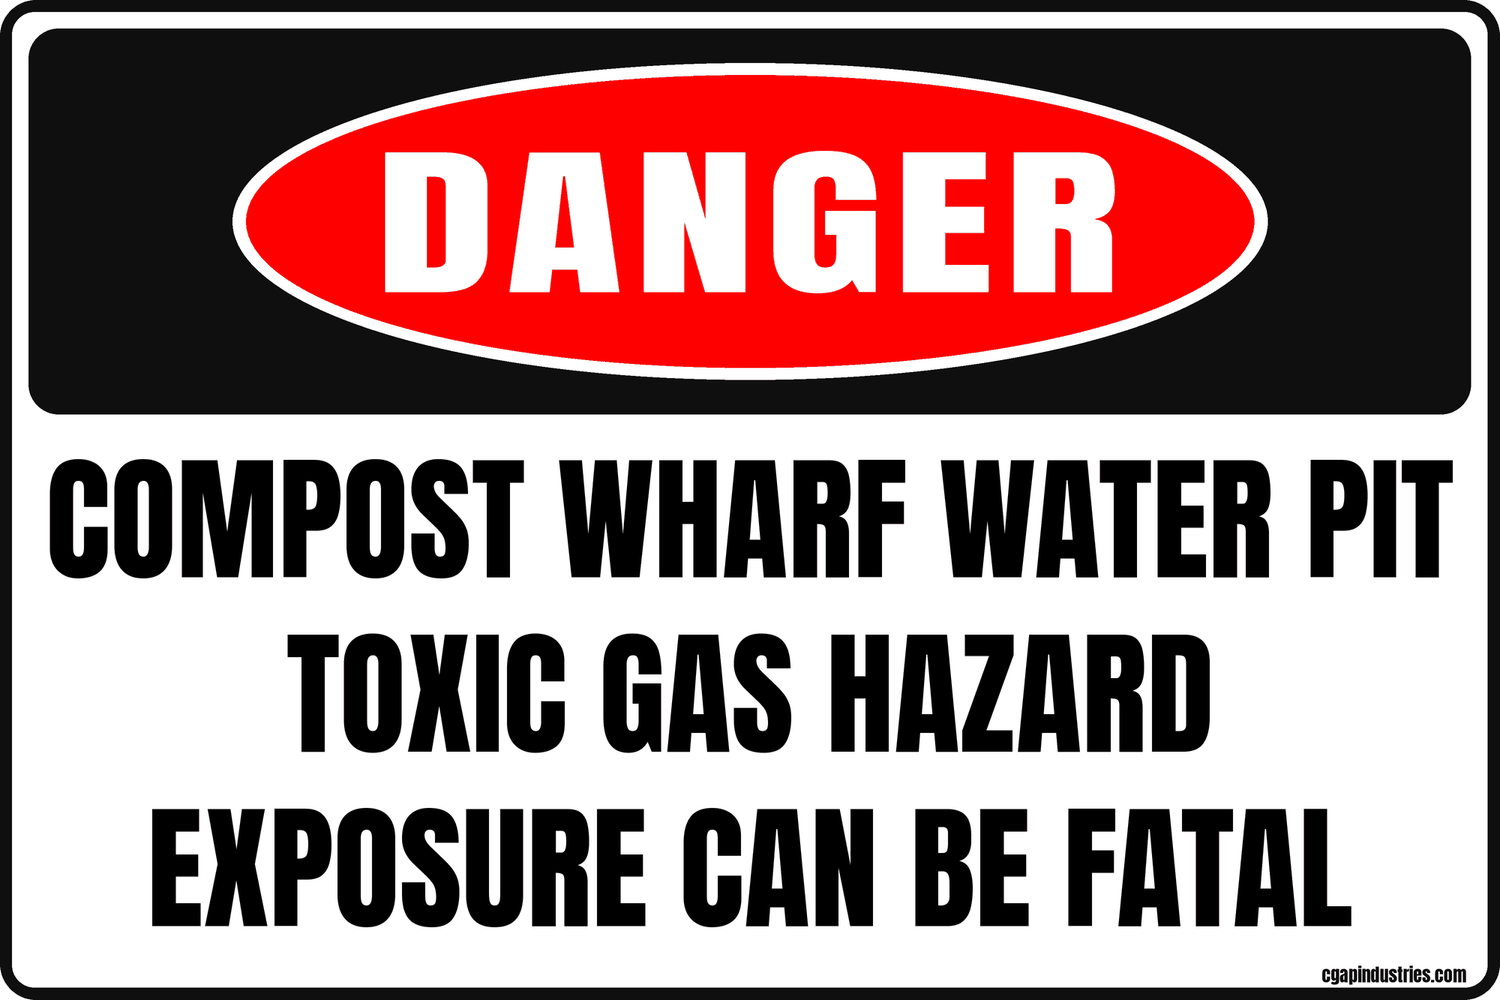 DANGER
COMPOST WHARF WATER PIT
TOXIC GAS HAZARD
EXPOSURE CAN BE FATAL
cgapindustries.com